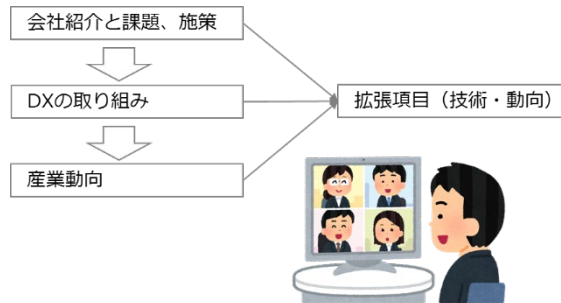 会社紹介と課題、施策
DXの取り組み
拡張項目（技術・動向）
産業動向